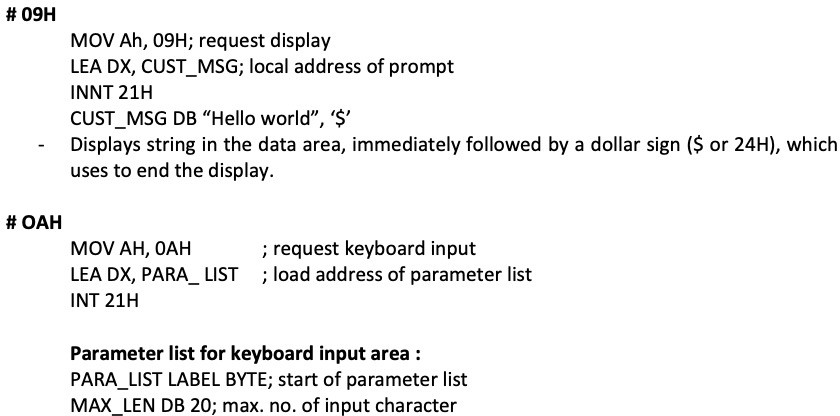 # 09H
MOV Ah, 09H; request display
LEA DX, CUST_MSG; local address of prompt
INNT 21H
CUST_MSG DB “Hello world”, ‘$’
- Displays string in the data area, immediately followed by a dollar sign ($ or 24H), which
uses to end the display.
# OAH
MOV AH, 0AH ; request keyboard input
LEA DX, PARA_ LIST ; load address of parameter list
INT 21H
Parameter list for keyboard input area :
PARA_LIST LABEL BYTE; start of parameter list
MAX_LEN DB 20; max. no. of input character